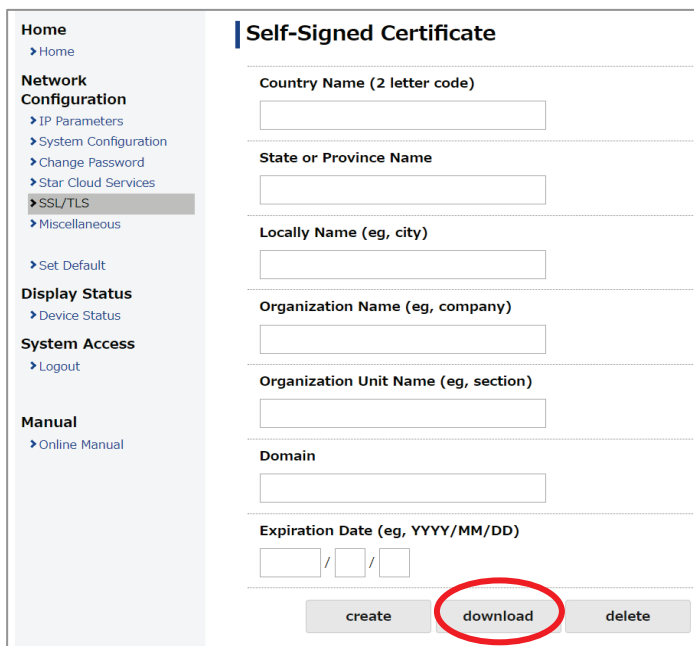 Home
Home
Network
Configuration
IP Parameters
System Configuration
Change Password
Star Cloud Services
SSL/TLS
Miscellaneous
Set Default
Display Status
Device Status
System Access
Logout
Manual
Online Manual
Self-Signed Certificate
Country Name (2 letter code)
State or Province Name
Locally Name (eg, city)
Organization Name (eg, company)
Organization Unit Name (eg, section)
Domain
Expiration Date (eg, YYYY/MM/DD)
/ /
create download delete